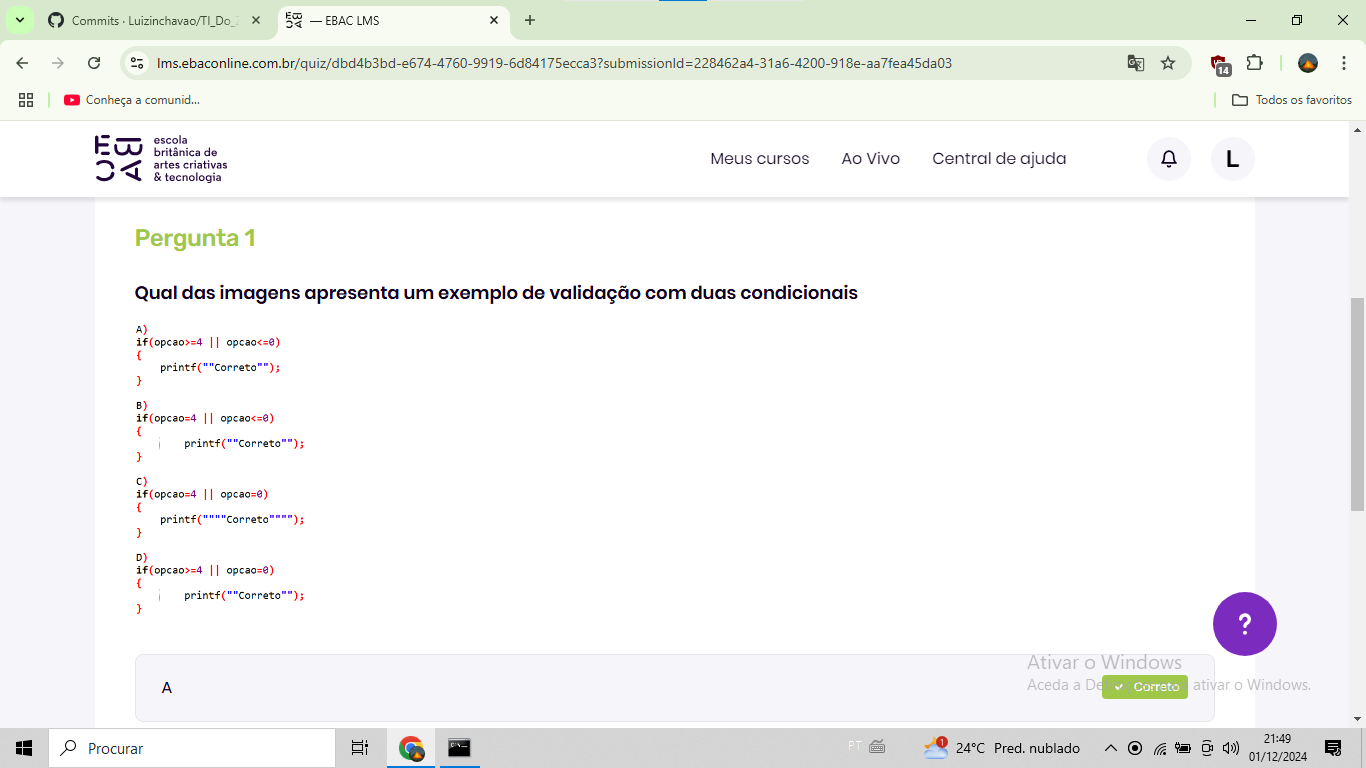 Commits · Luizinchavao/TI_Do_
— EBAC LMS
lms.ebaconline.com.br/quiz/dbd4b3bd-e674-4760-9919-6d84175ecca3?submissionId=228462a4-31a6-4200-918e-aa7fea45da03
14
Conheça a comunid...
Todos os favoritos
escola
britânica de
artes criativas
& tecnologia
Meus cursos
Ao Vivo
Central de ajuda
L
Pergunta 1
Qual das imagens apresenta um exemplo de validação com duas condicionais
A)
if(opcao>=4 || opcao<=0)
{
printf(""Correto"");
}
B)
if(opcao=4 || opcao<=0)
{
printf(""Correto"");
}
C)
if(opcao=4 || opcao=0)
{
printf(""""Correto"""");
}
D)
if(opcao>=4 || opcao=0)
{
printf(""Correto"");
}
?
A
Correto
Ativar o Windows
Aceda a De
ativar o Windows.
Procurar
PT
1
24°C Pred. nublado
21:49
01/12/2024